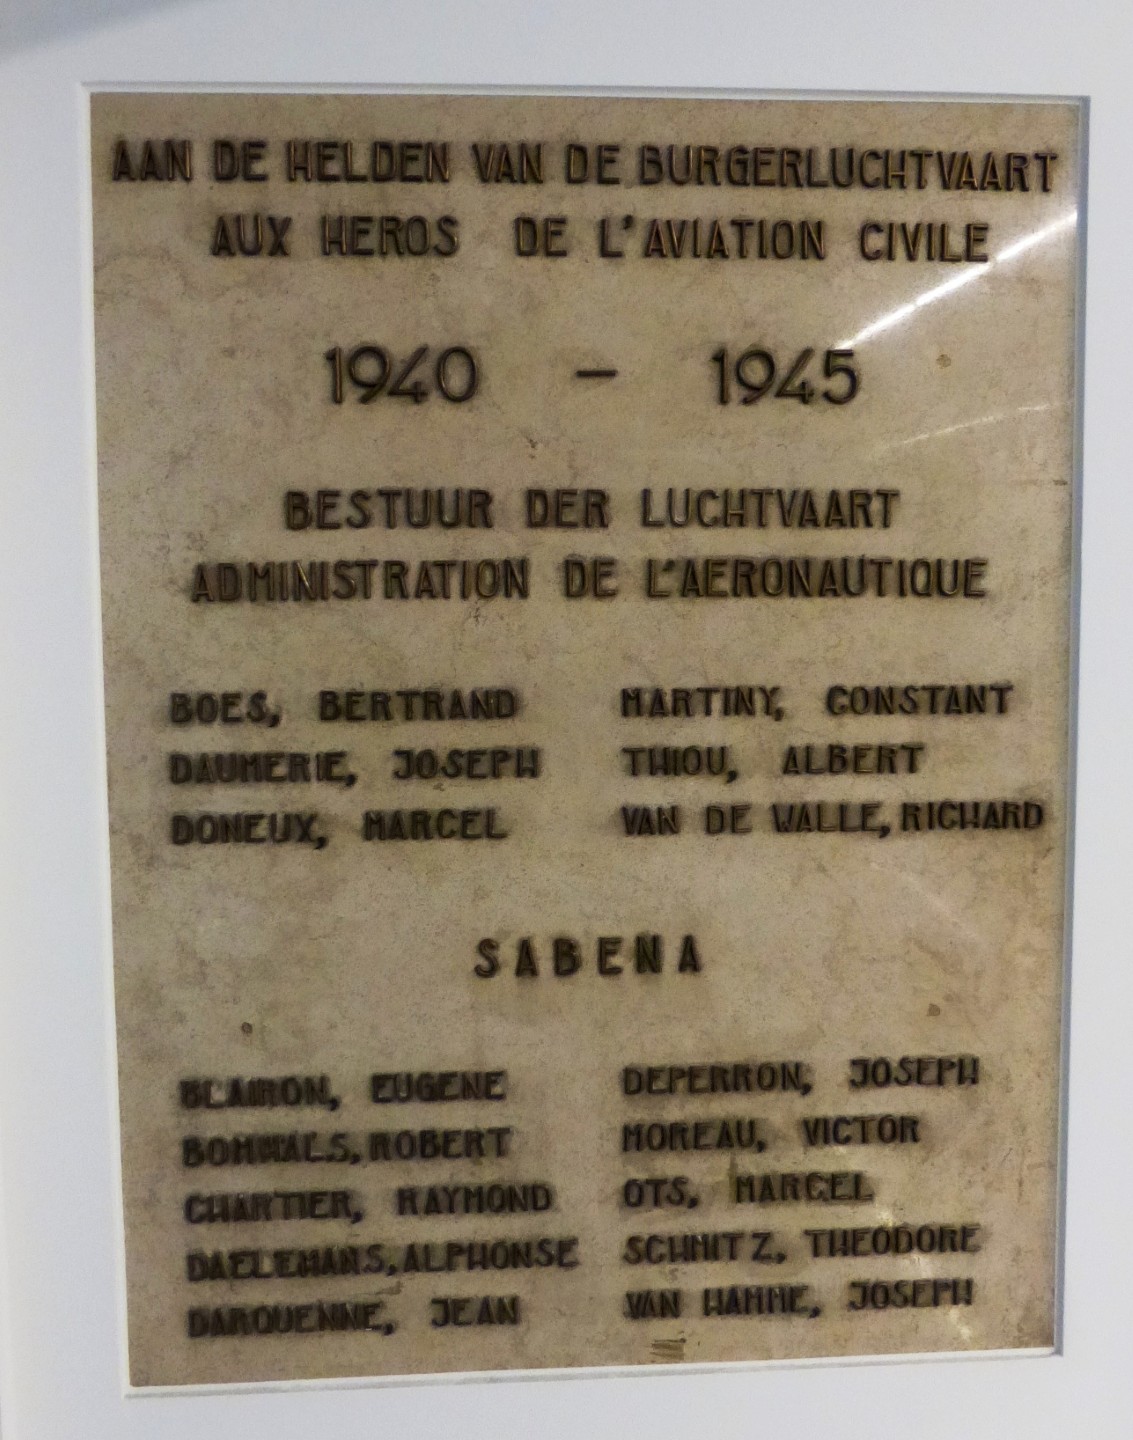 AAN DE HELDEN VAN DE BURGERLUCHTVAART
AUX HEROS DE L'AVIATION CIVILE
1940 - 1945
BESTUUR DER LUCHTVAART
ADMINISTRATION DE L'AERONAUTIQUE
BOES, BERTRAND MARTINY, CONSTANT
DAUMERIE, JOSEPH THIOU, ALBERT
DONEUX, MARCEL VAN DE WALLE, RICHARD
SABENA
BLAIRON, EUGENE DEPERRON, JOSEPH
ROBERT MOREAU, VICTOR
CHARTIER, RAYMOND OTS, MARCEL
DAELEMANS, ALPHONSE SCHMITZ, THEODORE
DARQUENNE, JEAN VAN HAMME, JOSEPH